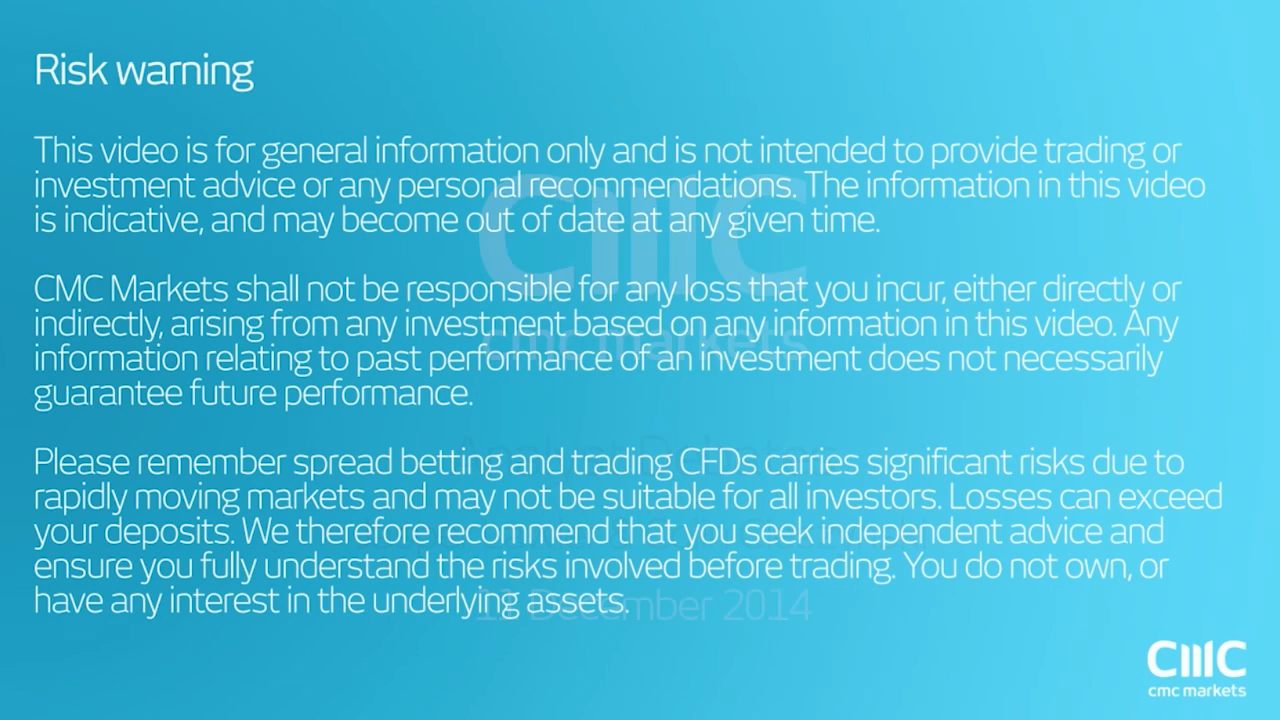 Risk warning
This video is for general information only and is not intended to provide trading or
investment advice or any personal recommendations. The information in this video
is indicative, and may become out of date at any given time.
CMC Markets shall not be responsible for any loss that you incur, either directly or
indirectly, arising from any investment based on any information in this video. Any
information relating to past performance of an investment does not necessarily
guarantee future performance.
Please remember spread betting and trading CFDs carries significant risks due to
rapidly moving markets and may not be suitable for all investors. Losses can exceed
your deposits. We therefore recommend that you seek independent advice and
ensure you fully understand the risks involved before trading. You do not own, or
have any interest in the underlying assets.
December 2014
CMC
cmc markets
CMC
cmc markets